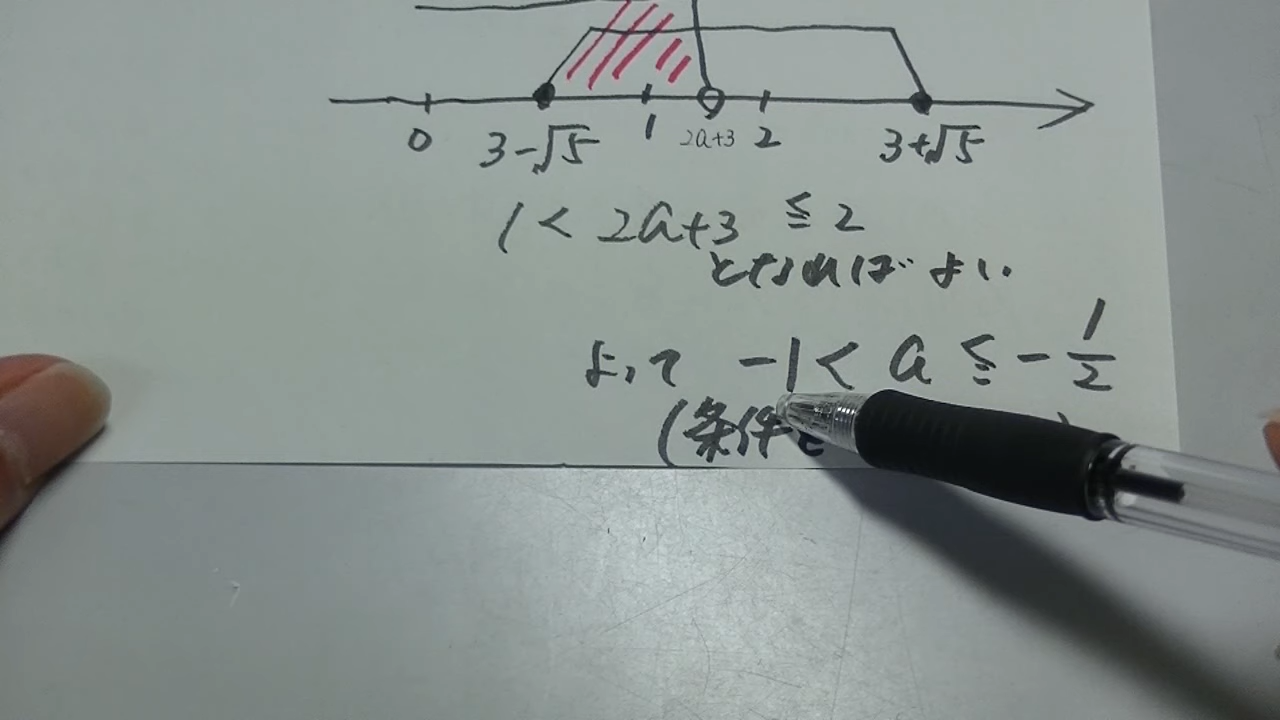 0 3-√5 1 2a+3 2 3+√5
1 < 2a+3 ≦ 2
となればよい.
よって -1 < a ≦ -1/2
(条件を